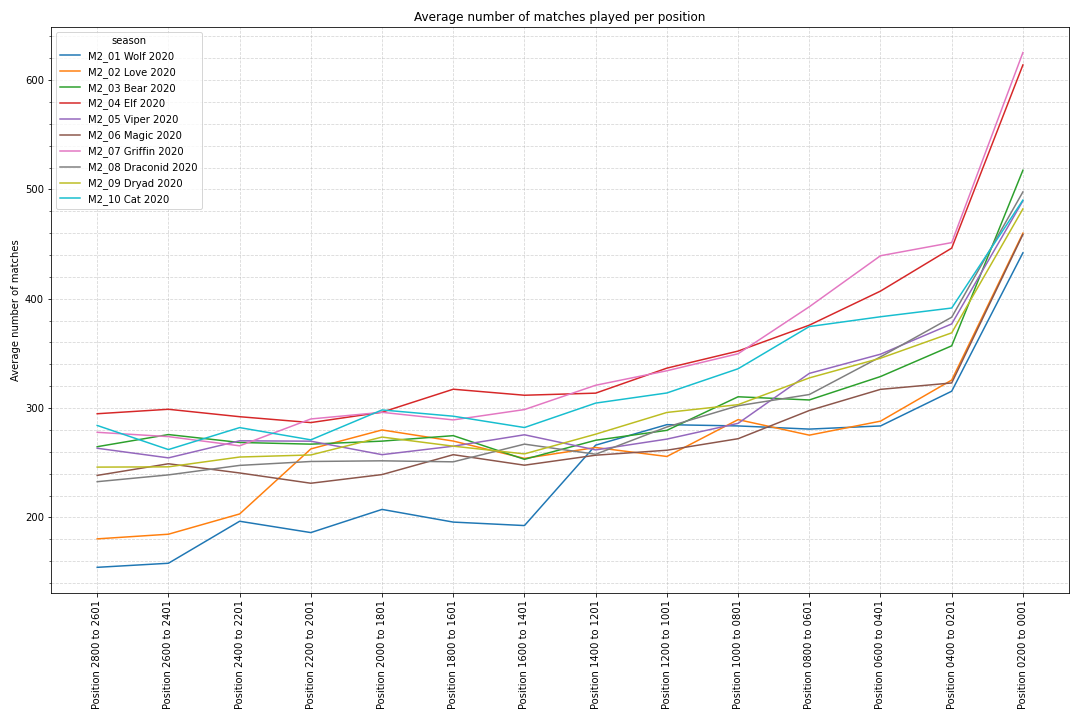 Average number of matches played per position
season
M2_01 Wolf 2020
M2_02 Love 2020
M2_03 Bear 2020
M2_04 Elf 2020
M2_05 Viper 2020
M2_06 Magic 2020
M2_07 Griffin 2020
M2_08 Draconid 2020
M2_09 Dryad 2020
M2_10 Cat 2020
Average number of matches
600
500
400
300
200
Position 2800 to 2601
Position 2600 to 2401
Position 2400 to 2201
Position 2200 to 2001
Position 2000 to 1801
Position 1800 to 1601
Position 1600 to 1401
Position 1400 to 1201
Position 1200 to 1001
Position 1000 to 0801
Position 0800 to 0601
Position 0600 to 0401
Position 0400 to 0201
Position 0200 to 0001